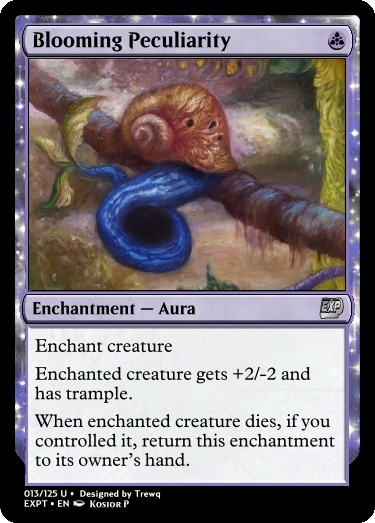 Blooming Peculiarity
Enchantment — Aura
EXP
Enchant creature
Enchanted creature gets +2/-2 and
has trample.
When enchanted creature dies, if you
controlled it, return this enchantment
to its owner's hand.
013/125 U • Designed by Trewq
EXPT • EN Kosior P